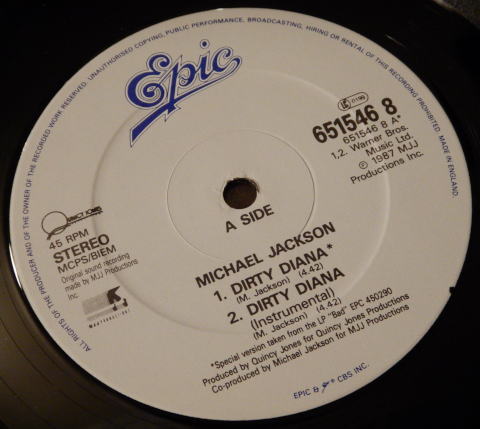 ALL RIGHTS OF THE PRODUCER AND OF THE OWNER OF THE RECORDED WORK RESERVED. UNAUTHORISED COPYING, PUBLIC PERFORMANCE, BROADCASTING, HIRING OR RENTAL OF THIS RECORDING PROHIBITED. MADE IN ENGLAND.
Epic
LC 0199
651546 8
651546 8 A*
1,2. Warner Bros.
Music Ltd.
℗ 1987 MJJ
Productions Inc.
QUINCY JONES
45 RPM
STEREO
MCPS/BIEM
Original sound recording
made by MJJ Productions
Inc.
A SIDE
MICHAEL JACKSON
1. DIRTY DIANA*
(M. Jackson) (4.42)
2. DIRTY DIANA
(Instrumental)
(M. Jackson) (4.42)
*Special version taken from the LP "Bad" EPC 450290
Produced by Quincy Jones for Quincy Jones Productions
Co-produced by Michael Jackson for MJJ Productions
EPIC & CBS INC.